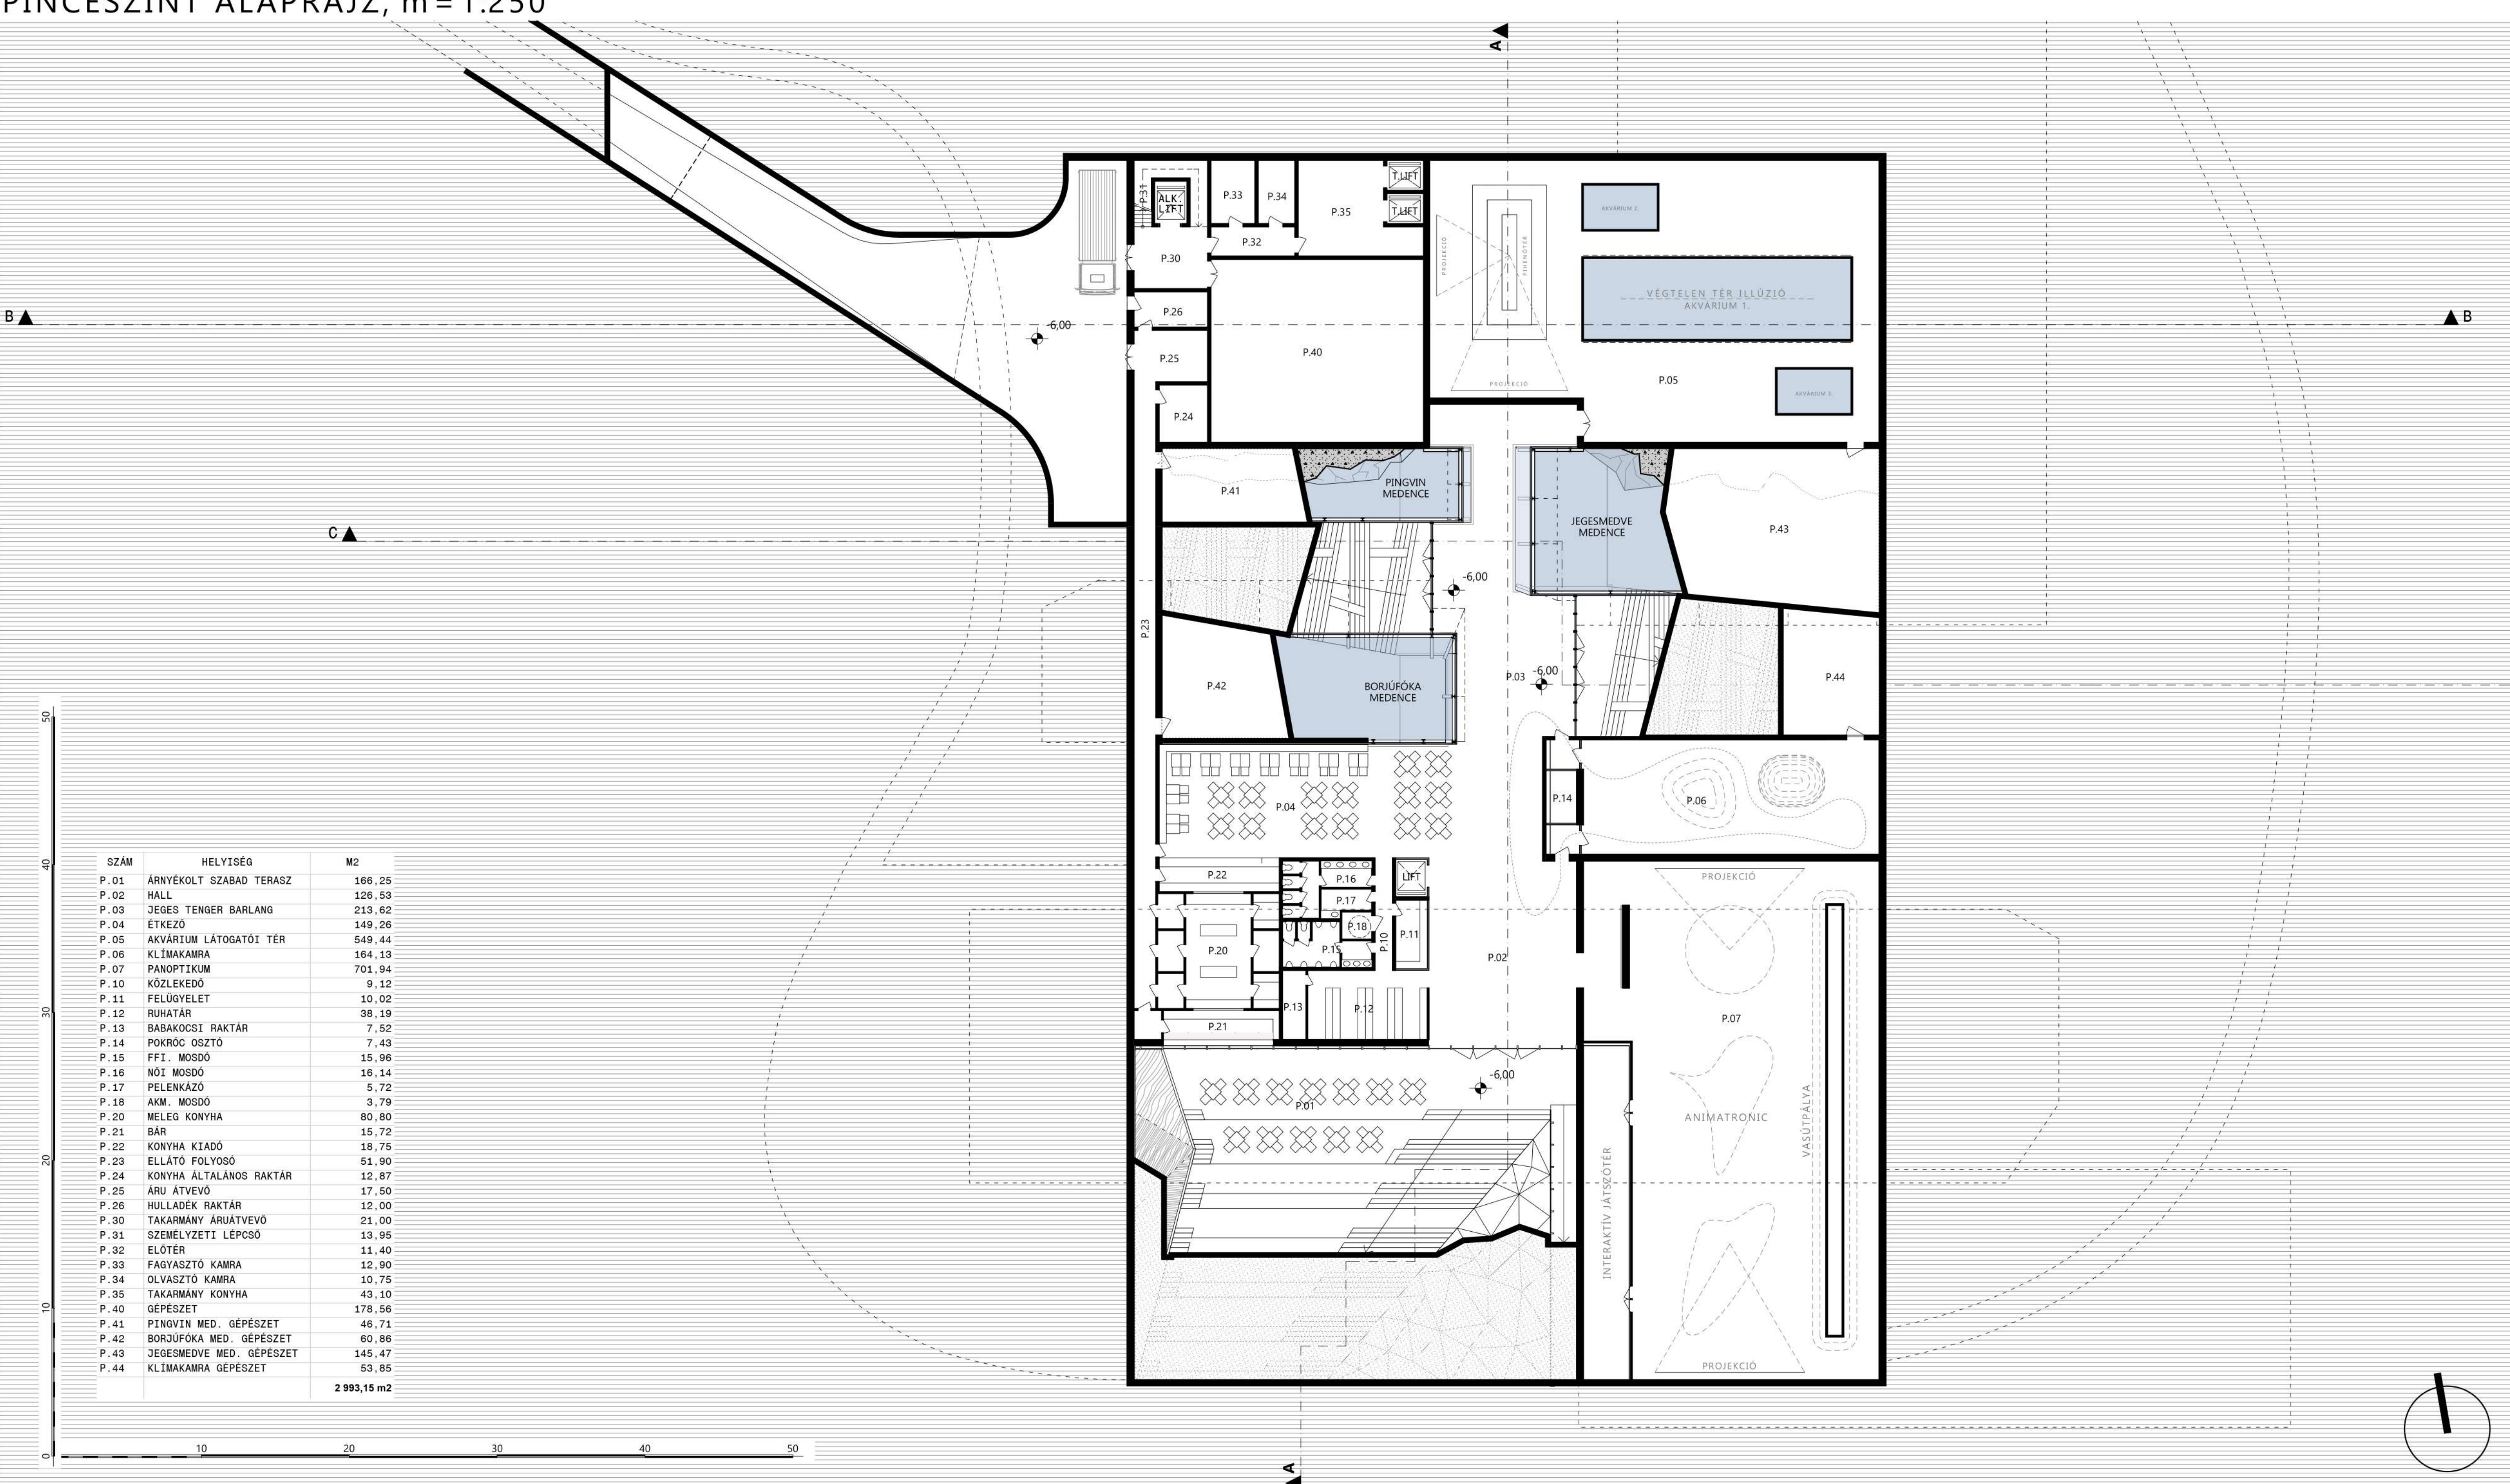 PINCESZINT ALAPRAJZ, m = 1:250
A
P.31
ALK. LIFT
P.33
P.34
P.35
T.LIFT
T.LIFT
P.32
P.30
P.26
P.25
P.24
P.40
PROJEKCIÓ
PIHENŐTÉR
PROJEKCIÓ
AKVÁRIUM 2.
VÉGTELEN TÉR ILLÚZIÓ
AKVÁRIUM 1.
AKVÁRIUM 3.
P.05
B
B
-6,00
C
P.41
PINGVIN
MEDENCE
JEGESMEDVE
MEDENCE
P.43
-6,00
P.23
P.42
BORJÚFÓKA
MEDENCE
P.03
-6,00
P.44
P.04
P.14
P.06
P.22
P.16
LIFT
P.17
P.18
P.20
P.15
P.10
P.11
P.02
P.13
P.12
P.21
PROJEKCIÓ
P.07
-6,00
P.01
ANIMATRONIC
VASÚTPÁLYA
INTERAKTÍV JÁTSZÓTÉR
PROJEKCIÓ
A
SZÁM HELYISÉG M2
P.01 ÁRNYÉKOLT SZABAD TERASZ 166,25
P.02 HALL 126,53
P.03 JEGES TENGER BARLANG 213,62
P.04 ÉTKEZŐ 149,26
P.05 AKVÁRIUM LÁTOGATÓI TÉR 549,44
P.06 KLÍMAKAMRA 164,13
P.07 PANOPTIKUM 701,94
P.10 KÖZLEKEDŐ 9,12
P.11 FELÜGYELET 10,02
P.12 RUHATÁR 38,19
P.13 BABAKOCSI RAKTÁR 7,52
P.14 POKRÓC OSZTÓ 7,43
P.15 FFI. MOSDÓ 15,96
P.16 NŐI MOSDÓ 16,14
P.17 PELENKÁZÓ 5,72
P.18 AKM. MOSDÓ 3,79
P.20 MELEG KONYHA 80,80
P.21 BÁR 15,72
P.22 KONYHA KIADÓ 18,75
P.23 ELLÁTÓ FOLYOSÓ 51,90
P.24 KONYHA ÁLTALÁNOS RAKTÁR 12,87
P.25 ÁRU ÁTVEVŐ 17,50
P.26 HULLADÉK RAKTÁR 12,00
P.30 TAKARMÁNY ÁRUÁTVEVŐ 21,00
P.31 SZEMÉLYZETI LÉPCSŐ 13,95
P.32 ELŐTÉR 11,40
P.33 FAGYASZTÓ KAMRA 12,90
P.34 OLVASZTÓ KAMRA 10,75
P.35 TAKARMÁNY KONYHA 43,10
P.40 GÉPÉSZET 178,56
P.41 PINGVIN MED. GÉPÉSZET 46,71
P.42 BORJÚFÓKA MED. GÉPÉSZET 60,86
P.43 JEGESMEDVE MED. GÉPÉSZET 145,47
P.44 KLÍMAKAMRA GÉPÉSZET 53,85
2 993,15 m2
50
40
30
20
10
0
10 20 30 40 50